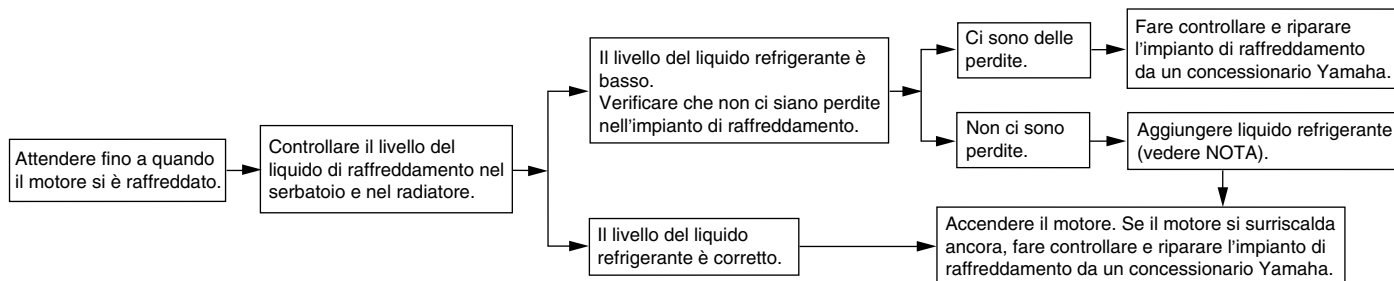 Attendere fino a quando
il motore si è raffreddato.
Controllare il livello del
liquido di raffreddamento nel
serbatoio e nel radiatore.
Il livello del liquido refrigerante è
basso.
Verificare che non ci siano perdite
nell’impianto di raffreddamento.
Ci sono delle
perdite.
Fare controllare e riparare
l’impianto di raffreddamento
da un concessionario Yamaha.
Non ci sono
perdite.
Aggiungere liquido refrigerante
(vedere NOTA).
Il livello del liquido
refrigerante è corretto.
Accendere il motore. Se il motore si surriscalda
ancora, fare controllare e riparare l’impianto di
raffreddamento da un concessionario Yamaha.